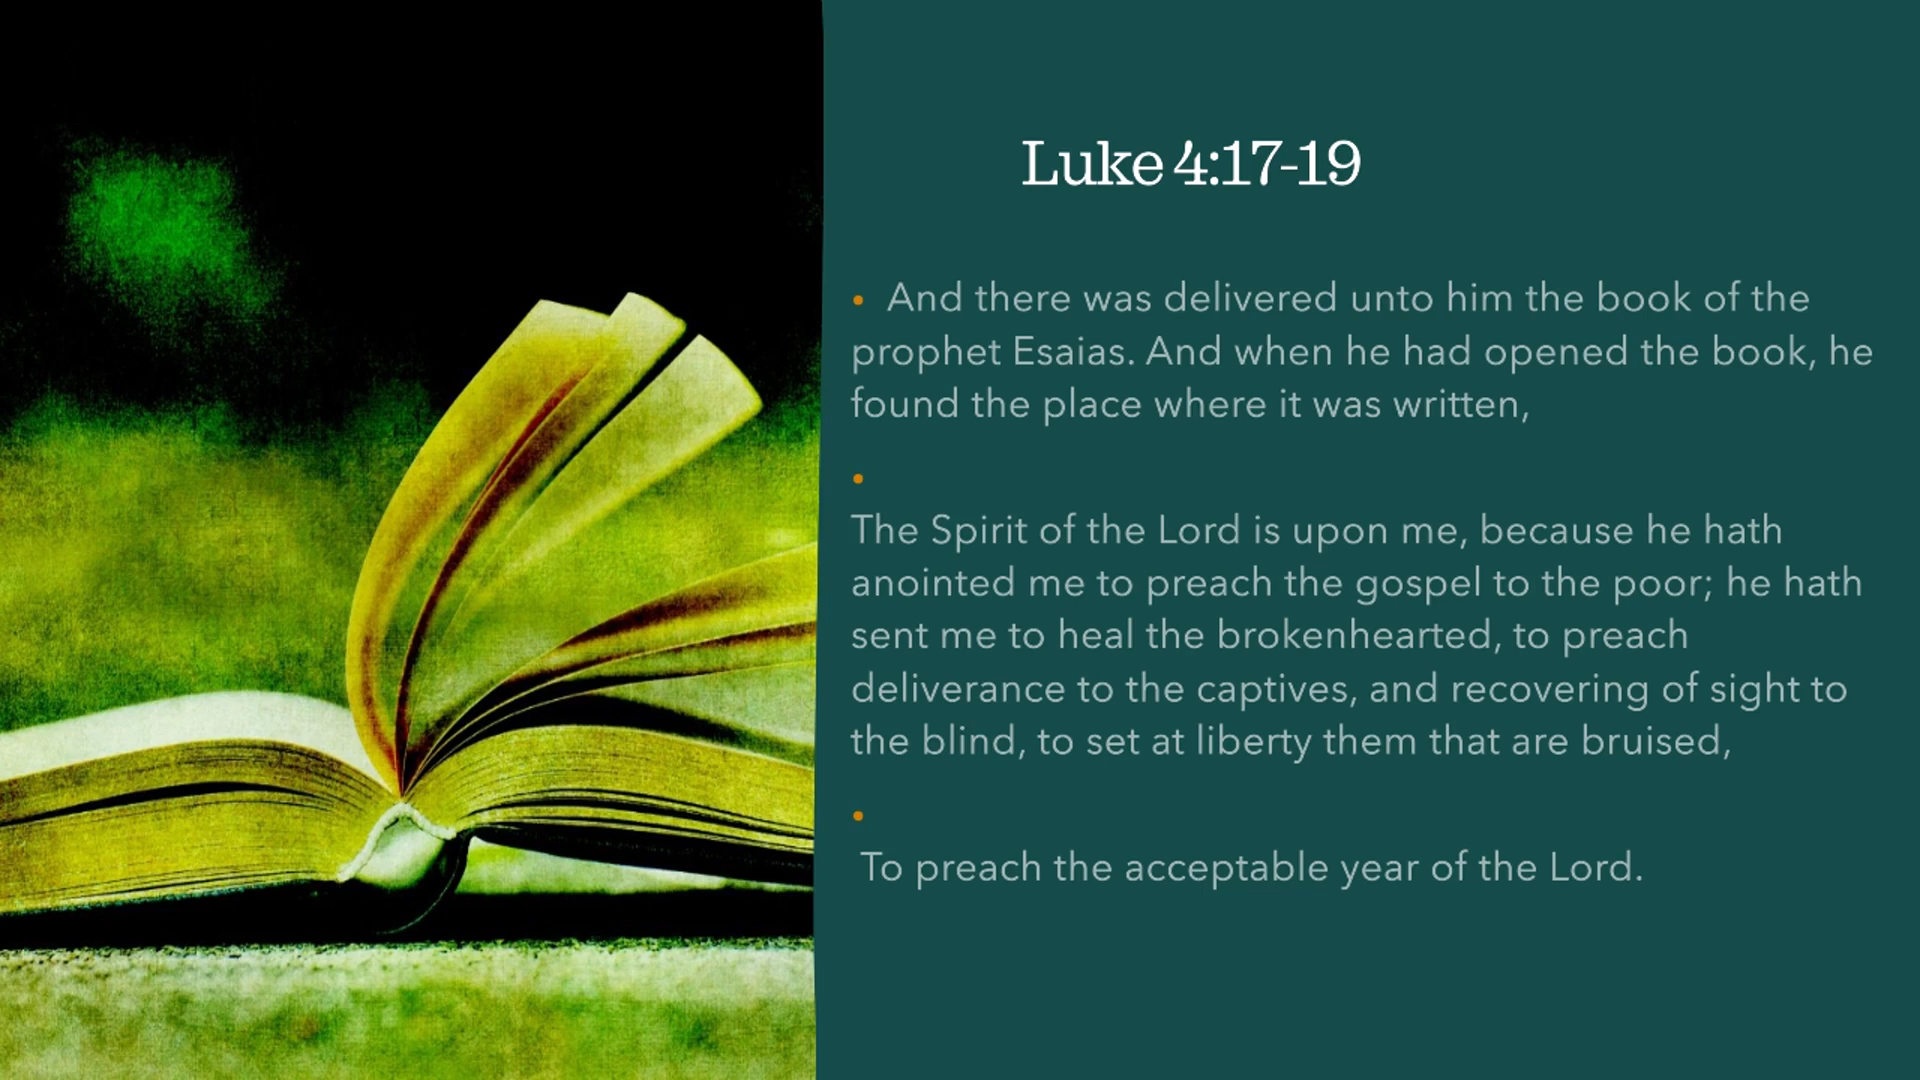 Luke 4:17-19
• And there was delivered unto him the book of the
prophet Esaias. And when he had opened the book, he
found the place where it was written,
•
The Spirit of the Lord is upon me, because he hath
anointed me to preach the gospel to the poor; he hath
sent me to heal the brokenhearted, to preach
deliverance to the captives, and recovering of sight to
the blind, to set at liberty them that are bruised,
•
To preach the acceptable year of the Lord.